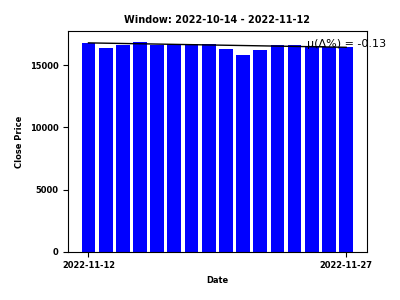 Window: 2022-10-14 - 2022-11-12
μ(Δ%) = -0.13
15000
10000
5000
0
Close Price
2022-11-12
2022-11-27
Date